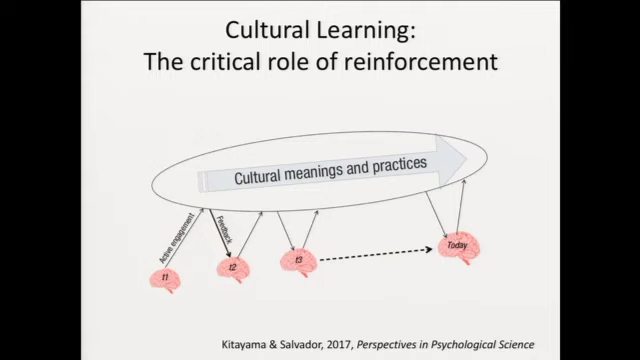 Cultural Learning:
The critical role of reinforcement
Cultural meanings and practices
Active engagement
Feedback
t1
t2
t3
Today
Kitayama & Salvador, 2017, Perspectives in Psychological Science